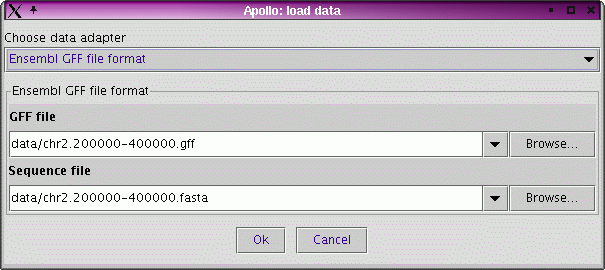 Apollo: load data
Choose data adapter
Ensembl GFF file format
Ensembl GFF file format
GFF file
data/chr2.200000-400000.gff Browse...
Sequence file
data/chr2.200000-400000.fasta Browse...
Ok Cancel